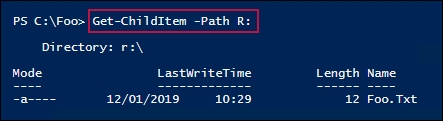 PS C:\Foo> Get-ChildItem -Path R:
Directory: r:\
Mode LastWriteTime Length Name
---- ------------- ------ ----
-a---- 12/01/2019 10:29 12 Foo.Txt